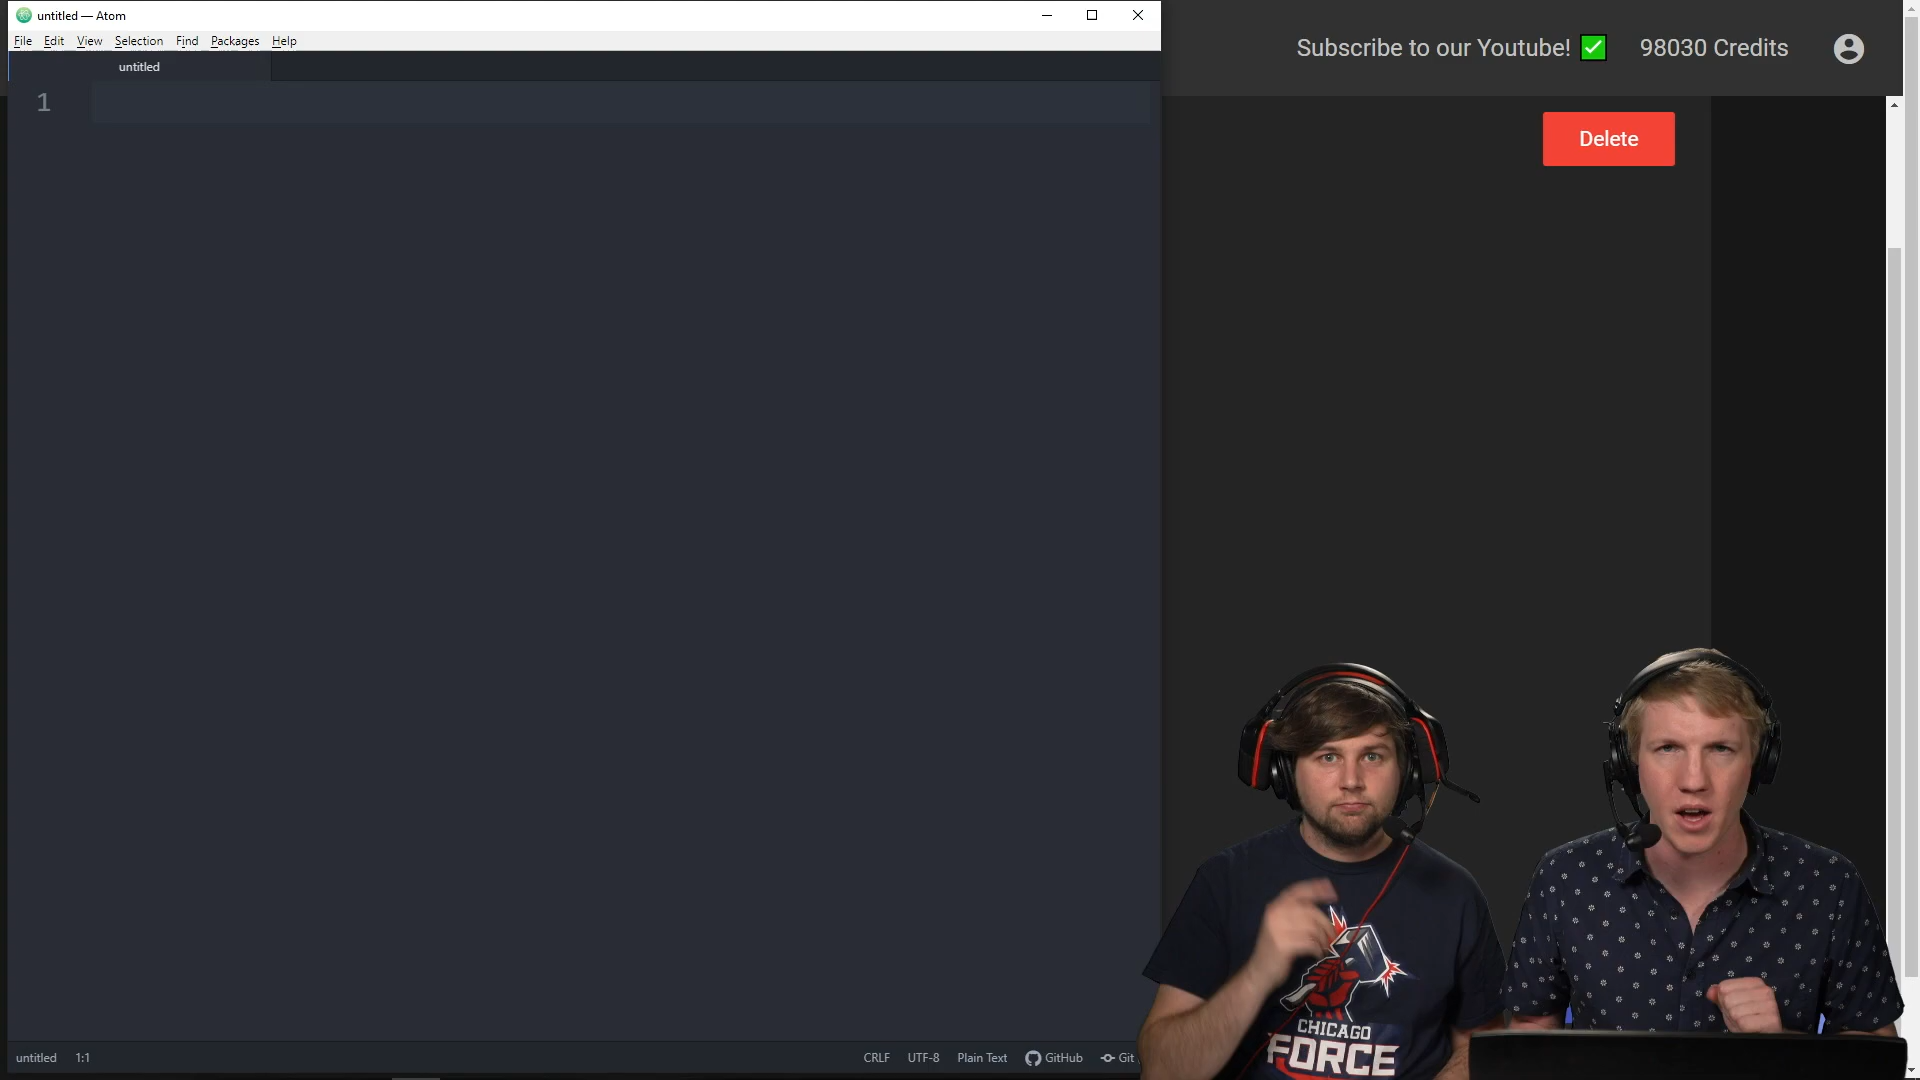 untitled — Atom
File Edit View Selection Find Packages Help
untitled
1
Subscribe to our Youtube! ✅ 98030 Credits
Delete
CHICAGO
FORCE
untitled 1:1 CRLF UTF-8 Plain Text GitHub Git